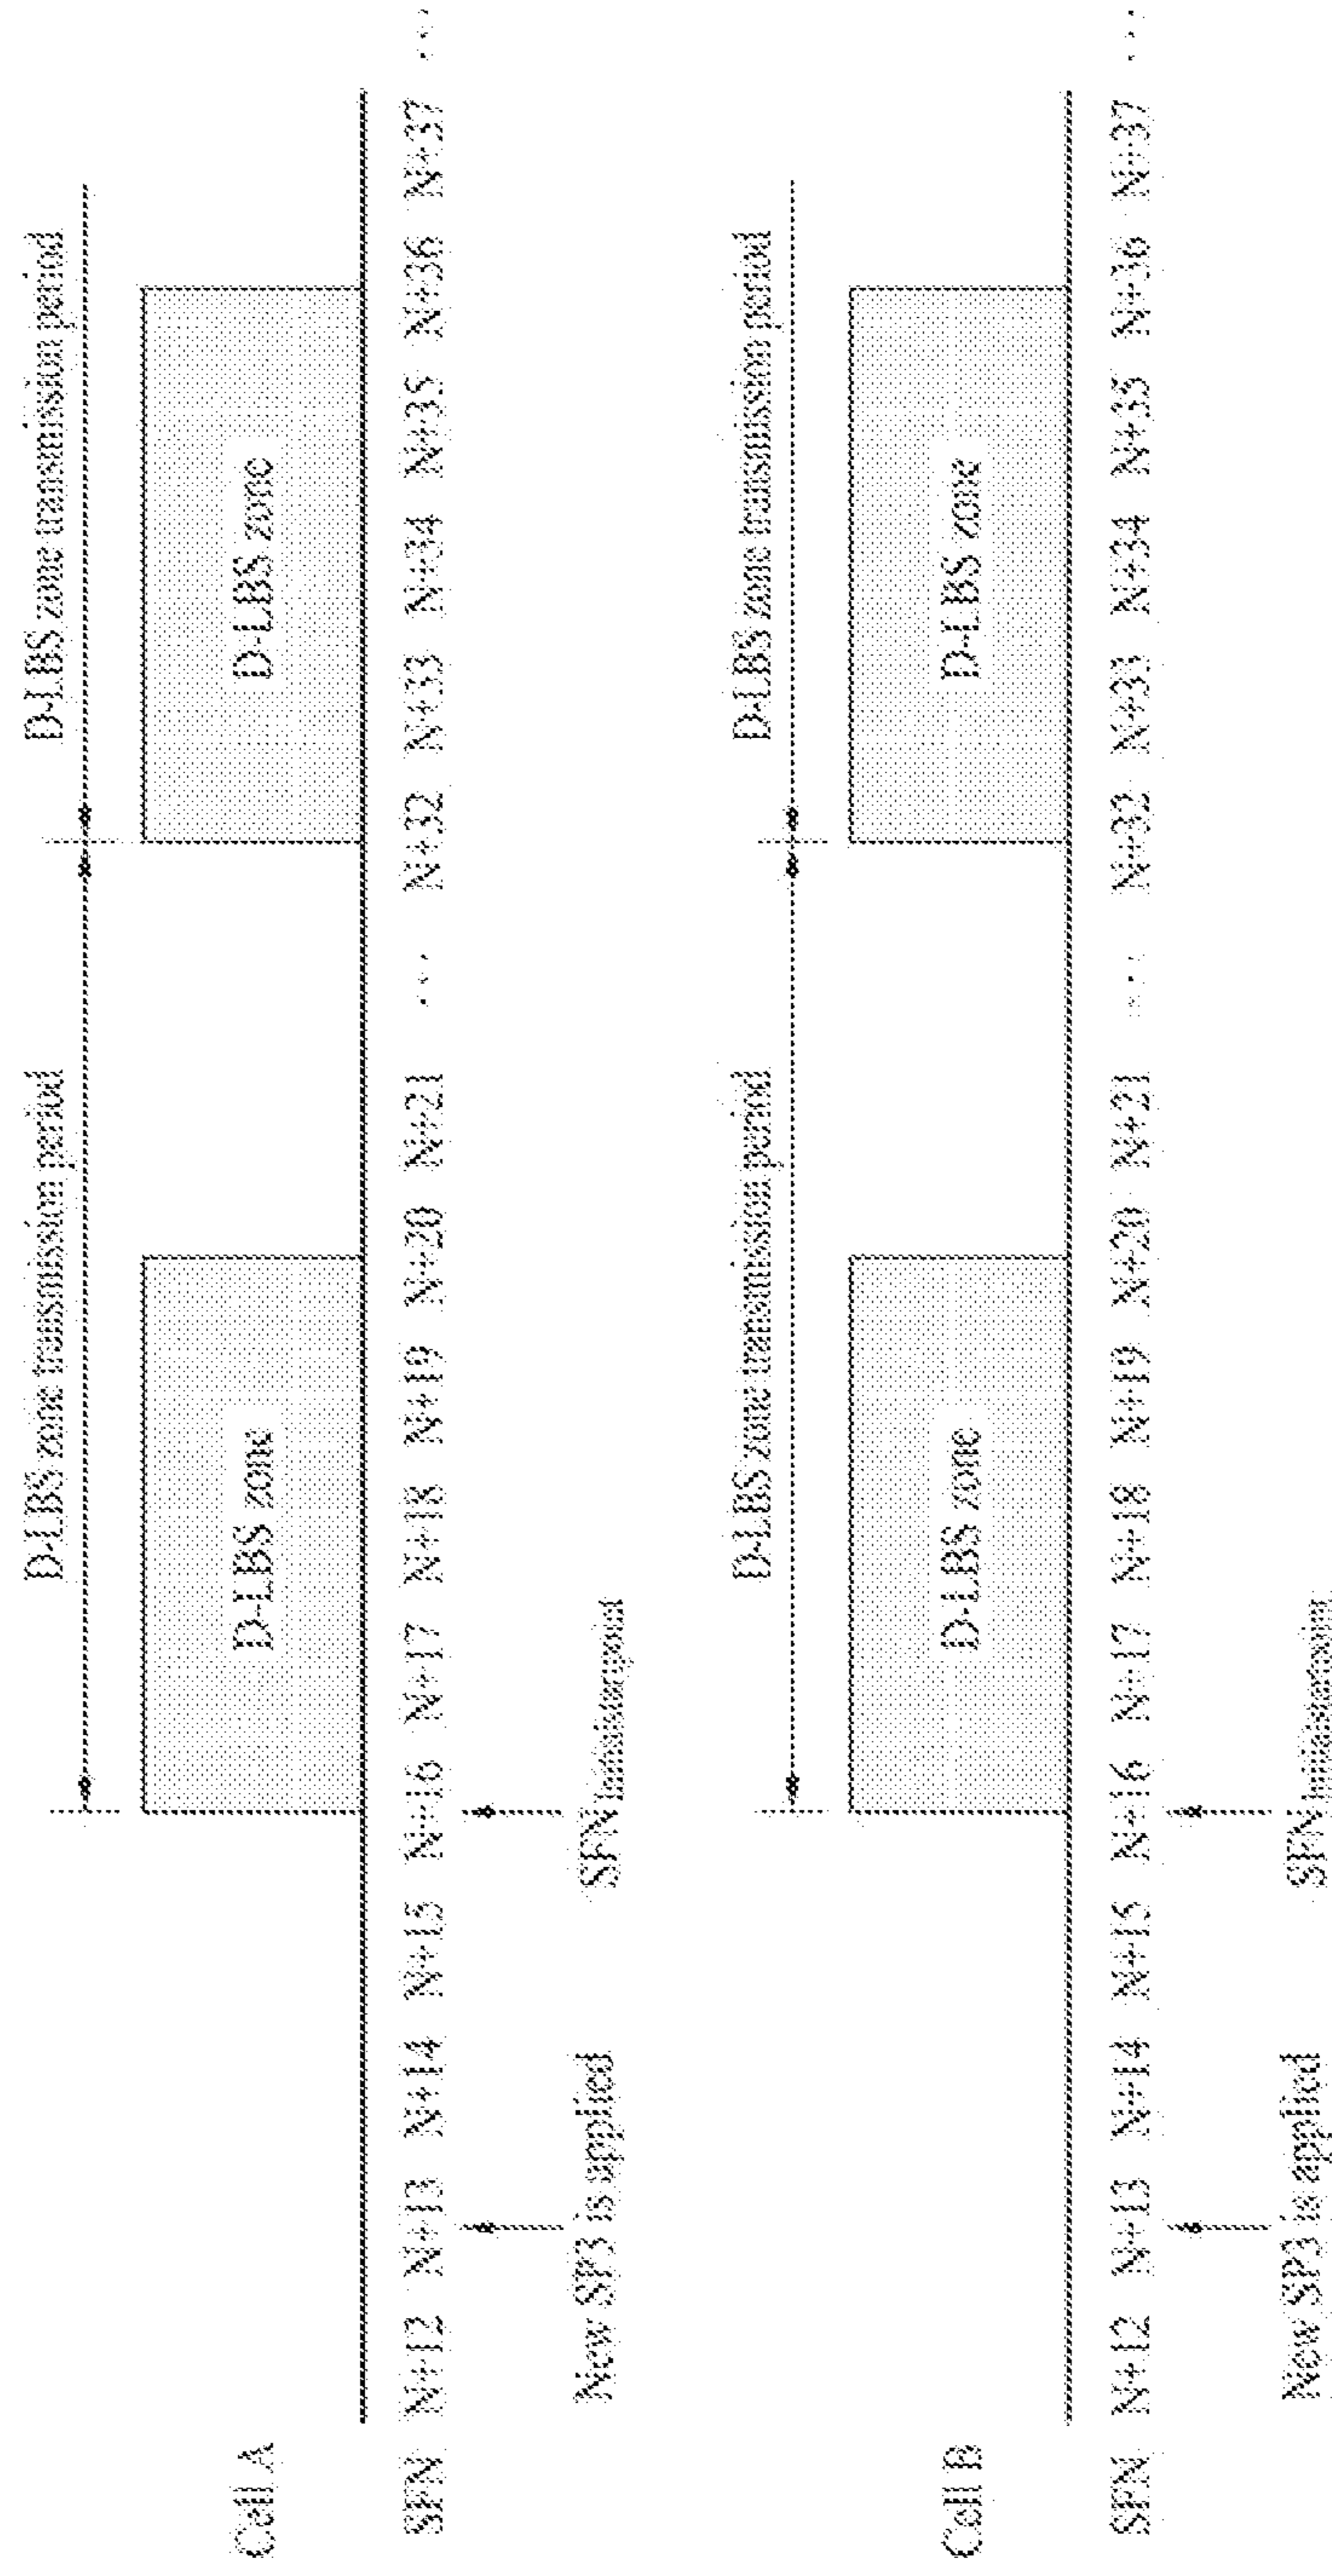 D-LBS zone transmission period D-LBS zone transmission period
Cell A
D-LBS zone D-LBS zone
SFN N+12 N+13 N+14 N+15 N+16 N+17 N+18 N+19 N+20 N+21 ... N+32 N+33 N+34 N+35 N+36 N+37 ...
New SP3 is applied
SFN
D-LBS zone transmission period D-LBS zone transmission period
Cell B
D-LBS zone D-LBS zone
SFN N+12 N+13 N+14 N+15 N+16 N+17 N+18 N+19 N+20 N+21 ... N+32 N+33 N+34 N+35 N+36 N+37 ...
New SP3 is applied
SFN